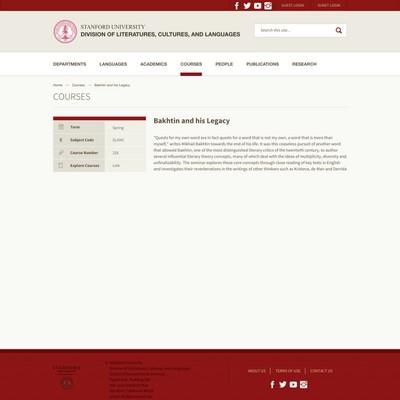 GUEST LOGIN SUNET LOGIN
STANFORD UNIVERSITY
DIVISION OF LITERATURES, CULTURES, AND LANGUAGES
Search this site...
DEPARTMENTS LANGUAGES ACADEMICS COURSES PEOPLE PUBLICATIONS RESEARCH
Home Courses Bakhtin and his Legacy
COURSES
Term Spring
Subject Code SLAVIC
Course Number
Explore Courses Link
Bakhtin and his Legacy
"Quests for my own word are in fact quests for a word that is not my own, a word that is more than
myself," writes Mikhail Bakhtin towards the end of his life. It was this ceaseless pursuit of another word
that allowed Bakhtin, one of the most distinguished literary critics of the twentieth century, to author
several influential literary theory concepts, many of which deal with the ideas of multiplicity, diversity and
unfinalizability. The seminar explores these core concepts through close reading of key texts in English
and investigates their reverberations in the writings of other thinkers such as Kristeva, de Man and Derrida
STANFORD
ABOUT US TERMS OF USE CONTACT US